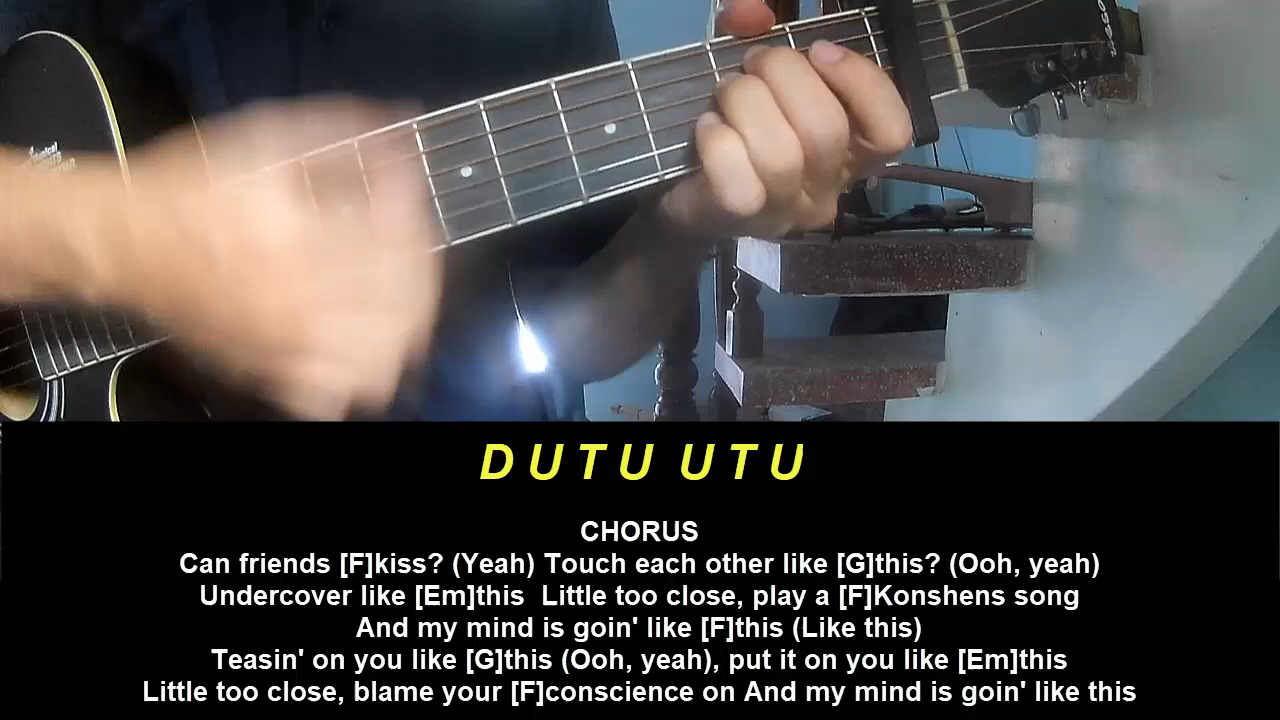 D U T U  U T U
CHORUS
Can friends [F]kiss? (Yeah) Touch each other like [G]this? (Ooh, yeah)
Undercover like [Em]this  Little too close, play a [F]Konshens song
And my mind is goin' like [F]this (Like this)
Teasin' on you like [G]this (Ooh, yeah), put it on you like [Em]this
Little too close, blame your [F]conscience on And my mind is goin' like this